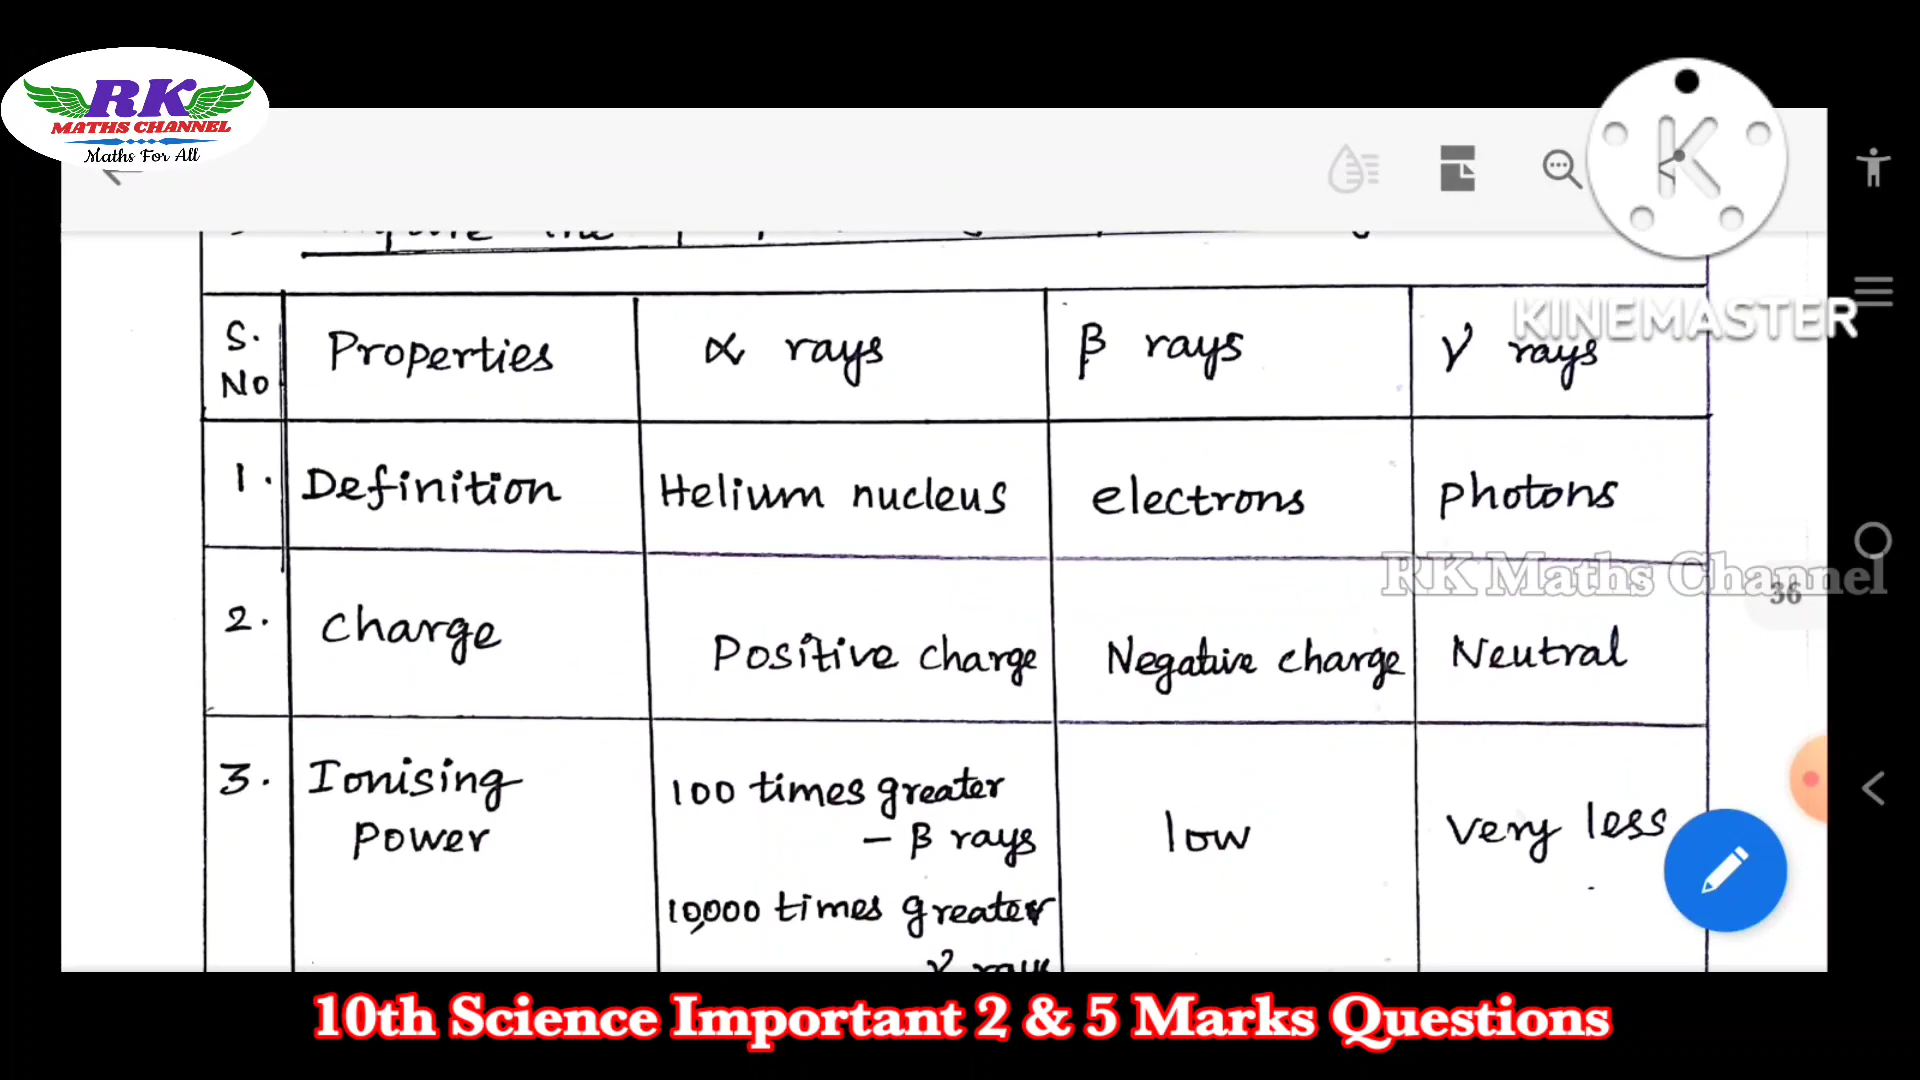 RK
MATHS CHANNEL
Maths For All
KINEMASTER
S.
No
Properties
α rays
β rays
γ rays
1.
Definition
Helium nucleus
electrons
photons
RK Maths Channel
36
2.
Charge
Positive charge
Negative charge
Neutral
3.
Ionising
Power
100 times greater
– β rays
10,000 times greater
γ rays
low
very less
10th Science Important 2 & 5 Marks Questions